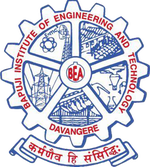 BAPUJI INSTITUTE OF ENGINEERING AND TECHNOLOGY
BEA
DAVANGERE
कर्मणैव हि संसिद्धिः